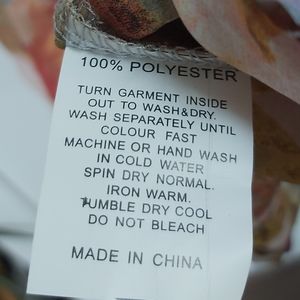 100% POLYESTER
TURN GARMENT INSIDE
OUT TO WASH&DRY.
WASH SEPARATELY UNTIL
COLOUR FAST
MACHINE OR HAND WASH
IN COLD WATER
SPIN DRY NORMAL.
IRON WARM.
TUMBLE DRY COOL
DO NOT BLEACH
MADE IN CHINA